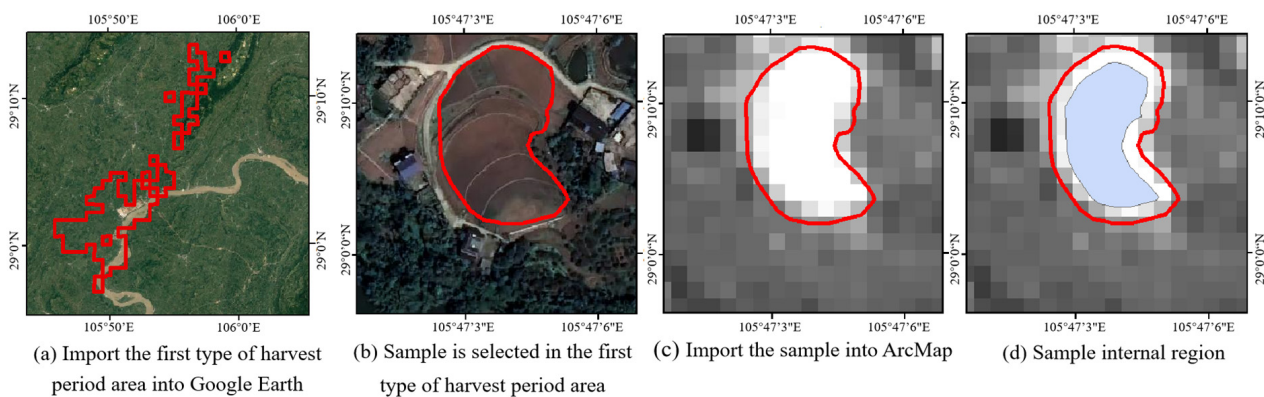 105°50'E 106°0'E 105°47'3"E 105°47'6"E 105°47'3"E 105°47'6"E 105°47'3"E 105°47'6"E
29°10'N 29°10'N 29°10'0"N 29°10'0"N 29°10'0"N 29°10'0"N
29°0'N 29°0'N 29°0'0"N 29°0'0"N 29°0'0"N 29°0'0"N
105°50'E 106°0'E 105°47'3"E 105°47'6"E 105°47'3"E 105°47'6"E 105°47'3"E 105°47'6"E
(a) Import the first type of harvest
period area into Google Earth
(b) Sample is selected in the first
type of harvest period area
(c) Import the sample into ArcMap
(d) Sample internal region